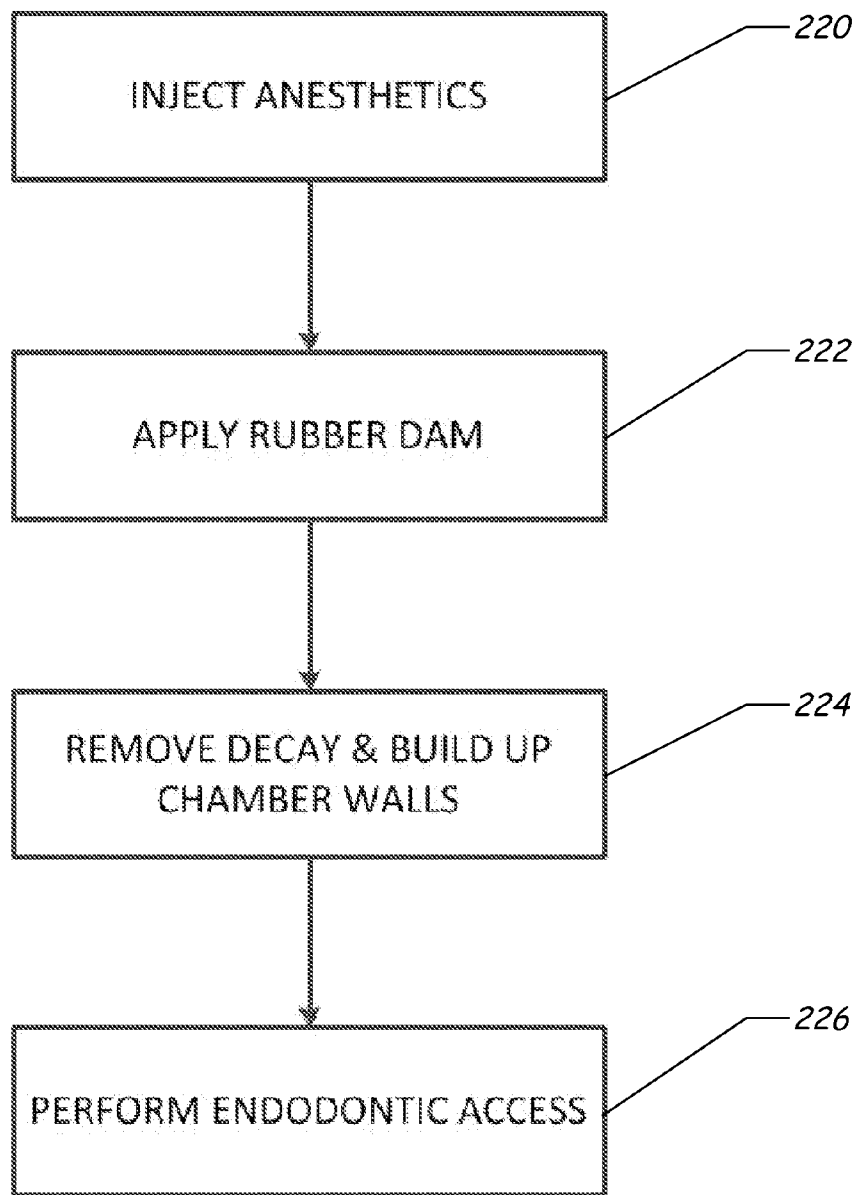 220
INJECT ANESTHETICS
222
APPLY RUBBER DAM
224
REMOVE DECAY & BUILD UP
CHAMBER WALLS
226
PERFORM ENDODONTIC ACCESS